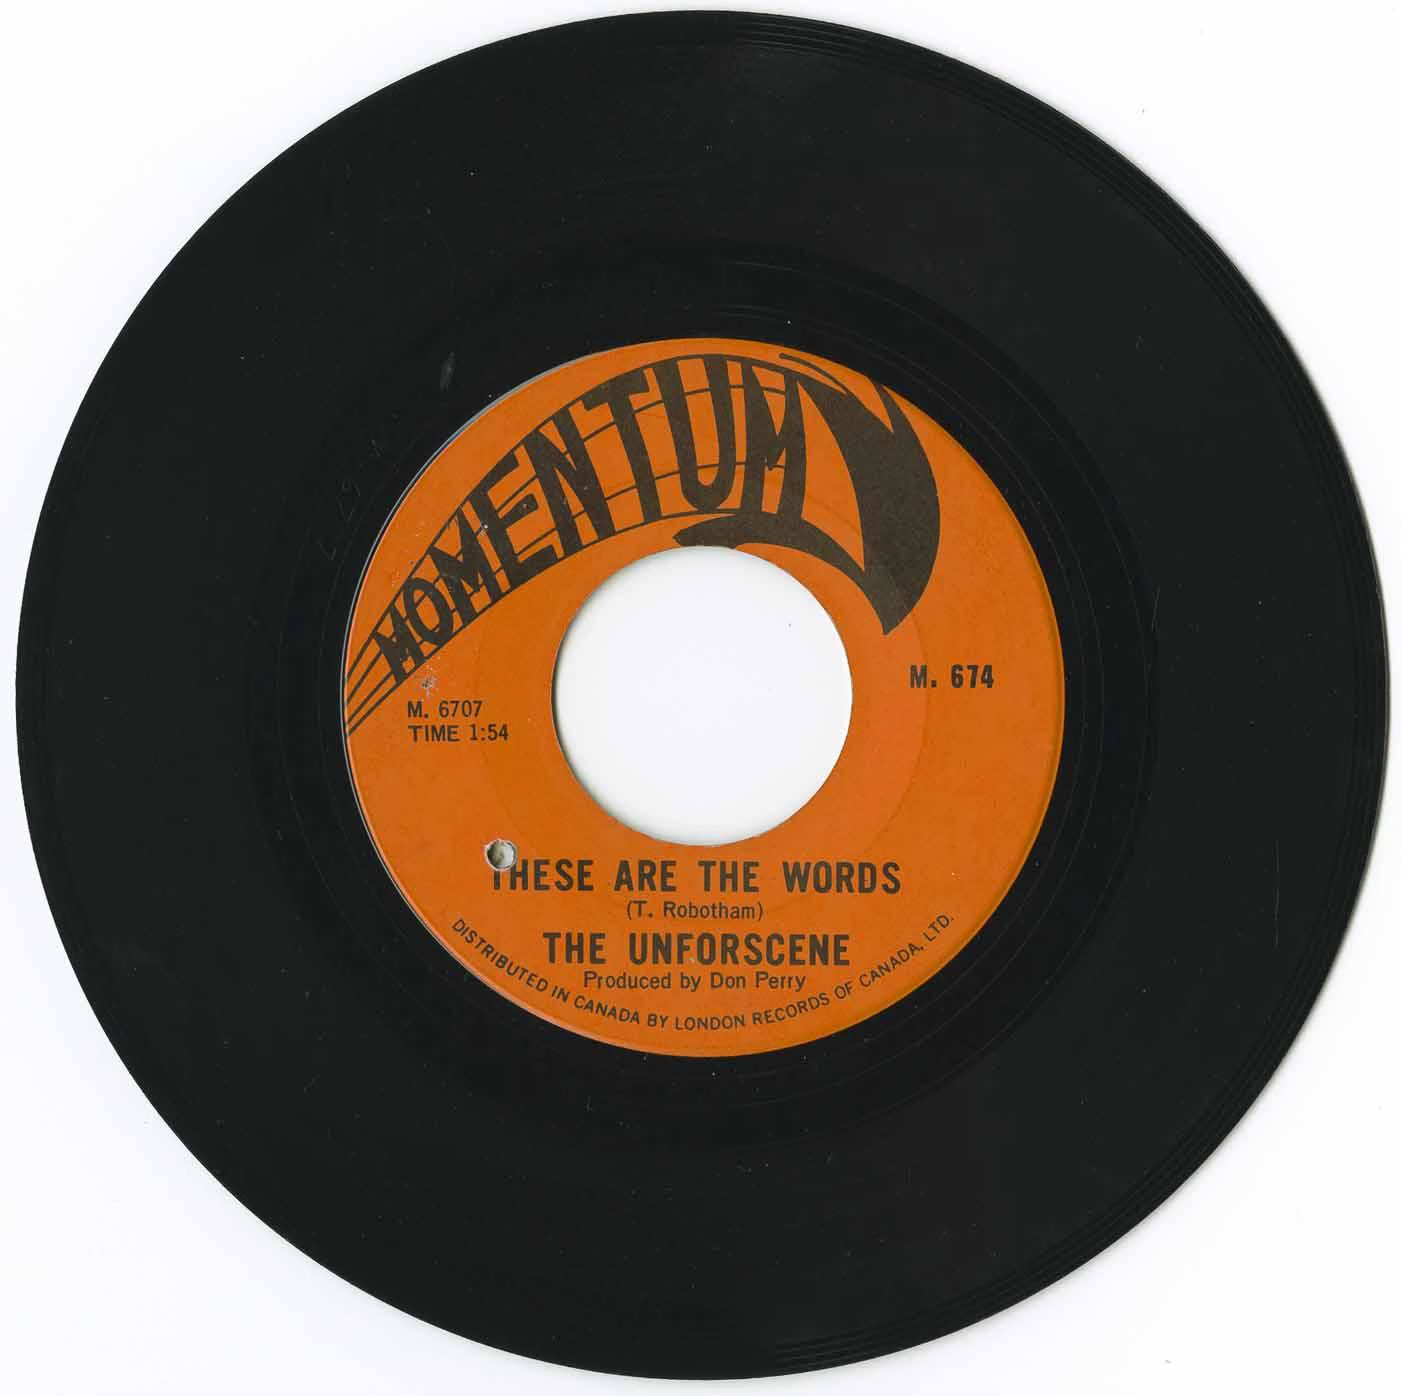 MOMENTUM
M. 674
M. 6707
TIME 1:54
THESE ARE THE WORDS
(T. Robotham)
THE UNFORSCENE
Produced by Don Perry
DISTRIBUTED IN CANADA BY LONDON RECORDS OF CANADA, LTD.